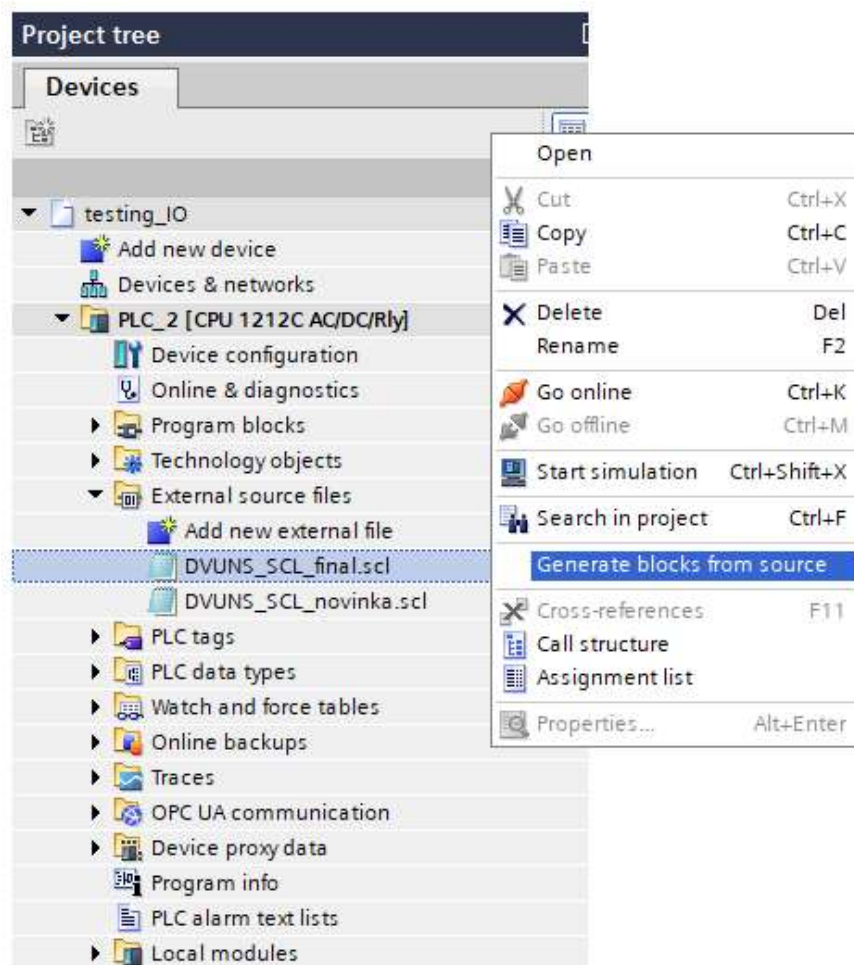 Project tree
Devices
testing_IO
Add new device
Devices & networks
PLC_2 [CPU 1212C AC/DC/Rly]
Device configuration
Online & diagnostics
Program blocks
Technology objects
External source files
Add new external file
DVUNS_SCL_final.scl
DVUNS_SCL_novinka.scl
PLC tags
PLC data types
Watch and force tables
Online backups
Traces
OPC UA communication
Device proxy data
Program info
PLC alarm text lists
Local modules
Open
Cut Ctrl+X
Copy Ctrl+C
Paste Ctrl+V
Delete Del
Rename F2
Go online Ctrl+K
Go offline Ctrl+M
Start simulation Ctrl+Shift+X
Search in project Ctrl+F
Generate blocks from source
Cross-references F11
Call structure
Assignment list
Properties... Alt+Enter